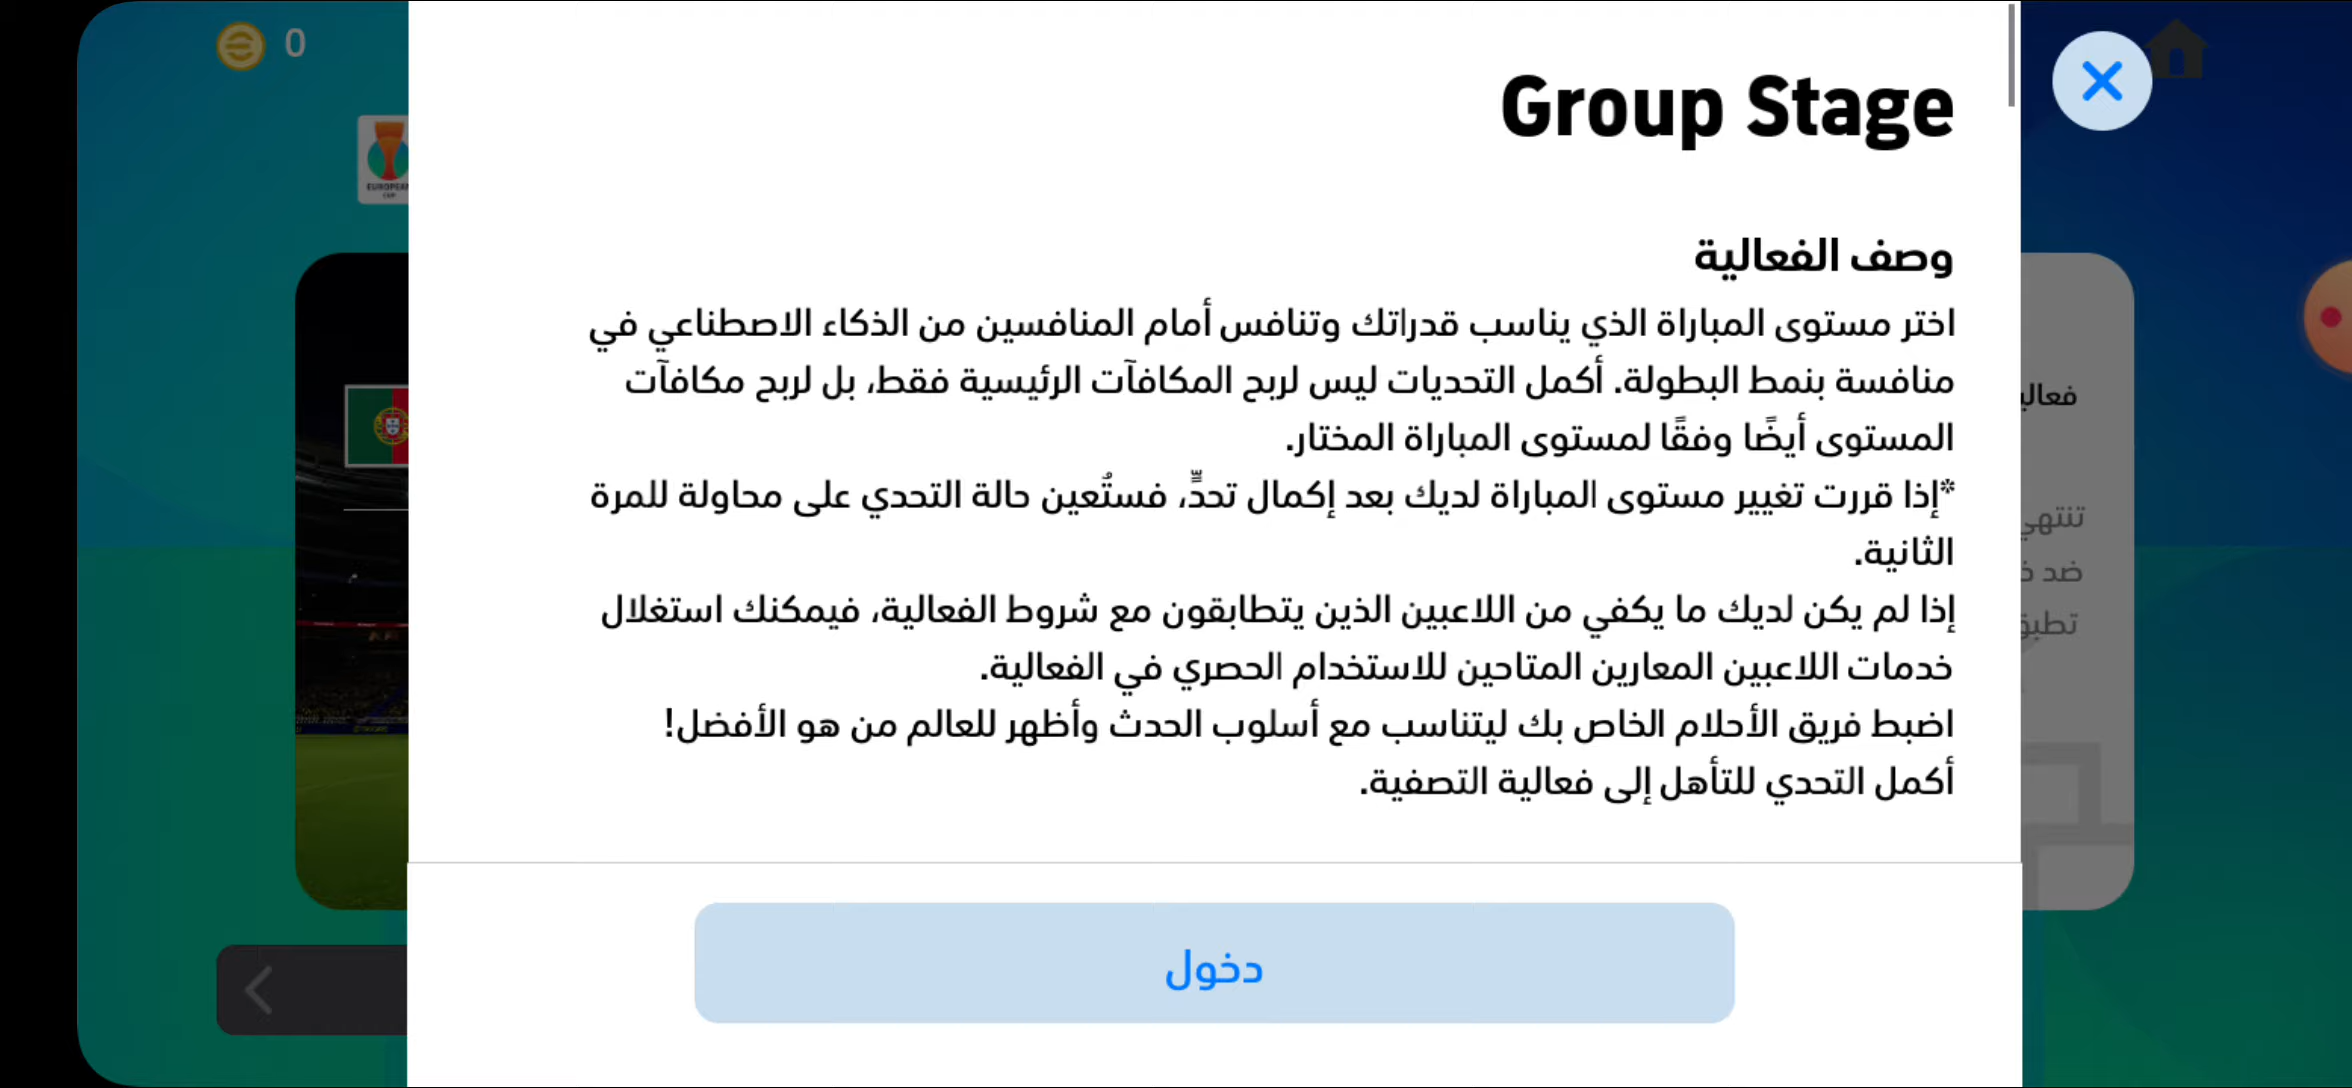 0
EUROPEAN
CUP
Group Stage
وصف الفعالية
اختر مستوى المباراة الذي يناسب قدراتك وتنافس أمام المنافسين من الذكاء الاصطناعي في
منافسة بنمط البطولة. أكمل التحديات ليس لربح المكافآت الرئيسية فقط، بل لربح مكافآت
المستوى أيضًا وفقًا لمستوى المباراة المختار.
*إذا قررت تغيير مستوى المباراة لديك بعد إكمال تحدٍّ، فستُعين حالة التحدي على محاولة للمرة
الثانية.
إذا لم يكن لديك ما يكفي من اللاعبين الذين يتطابقون مع شروط الفعالية، فيمكنك استغلال
خدمات اللاعبين المعارين المتاحين للاستخدام الحصري في الفعالية.
اضبط فريق الأحلام الخاص بك ليتناسب مع أسلوب الحدث وأظهر للعالم من هو الأفضل!
أكمل التحدي للتأهل إلى فعالية التصفية.
دخول
تنتهي
ضد